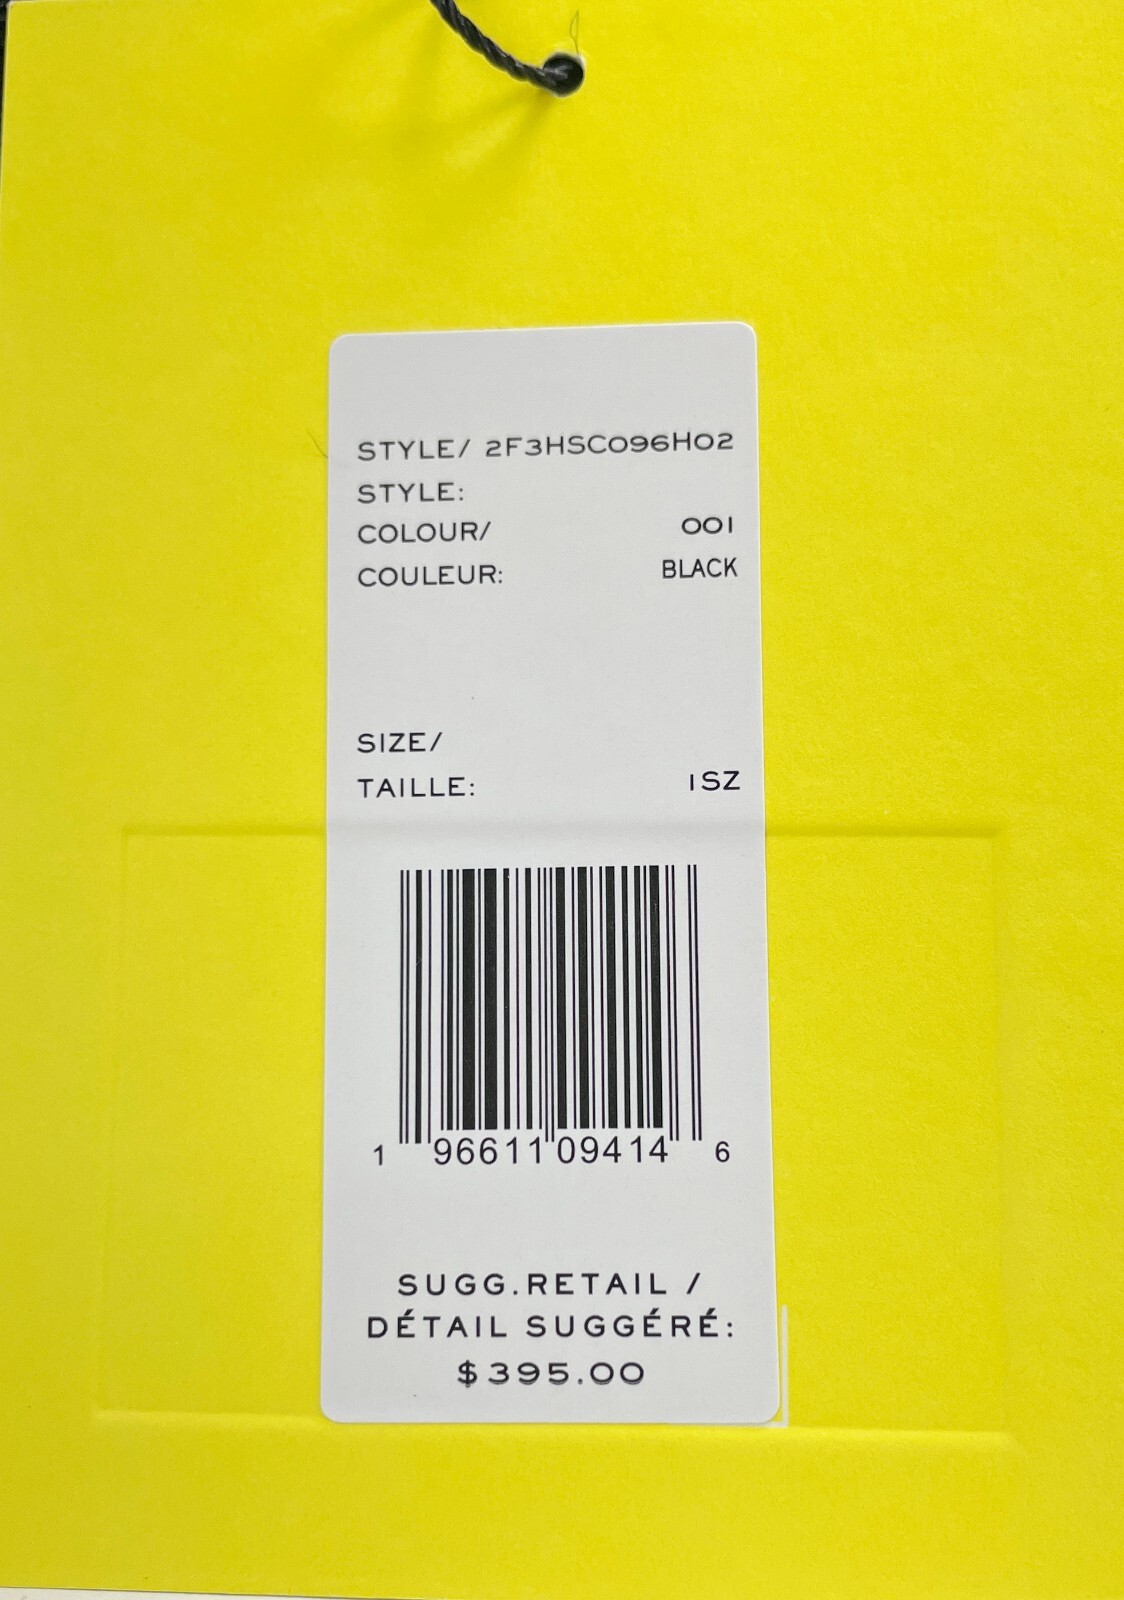 STYLE/ 2F3HSC096H02
STYLE:
COLOUR/ 001
COULEUR: BLACK
SIZE/
TAILLE: 1SZ
1 96611 09414 6
SUGG.RETAIL /
DÉTAIL SUGGÉRÉ:
$395.00